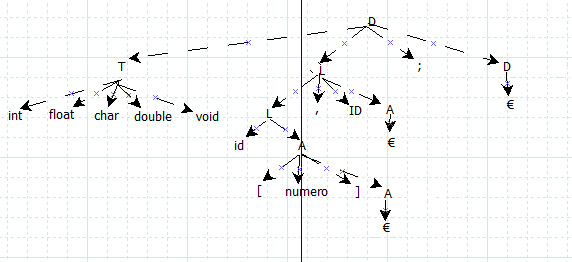 D
T L ; D
int float char double void L , ID A €
id A €
[ numero ] A
€